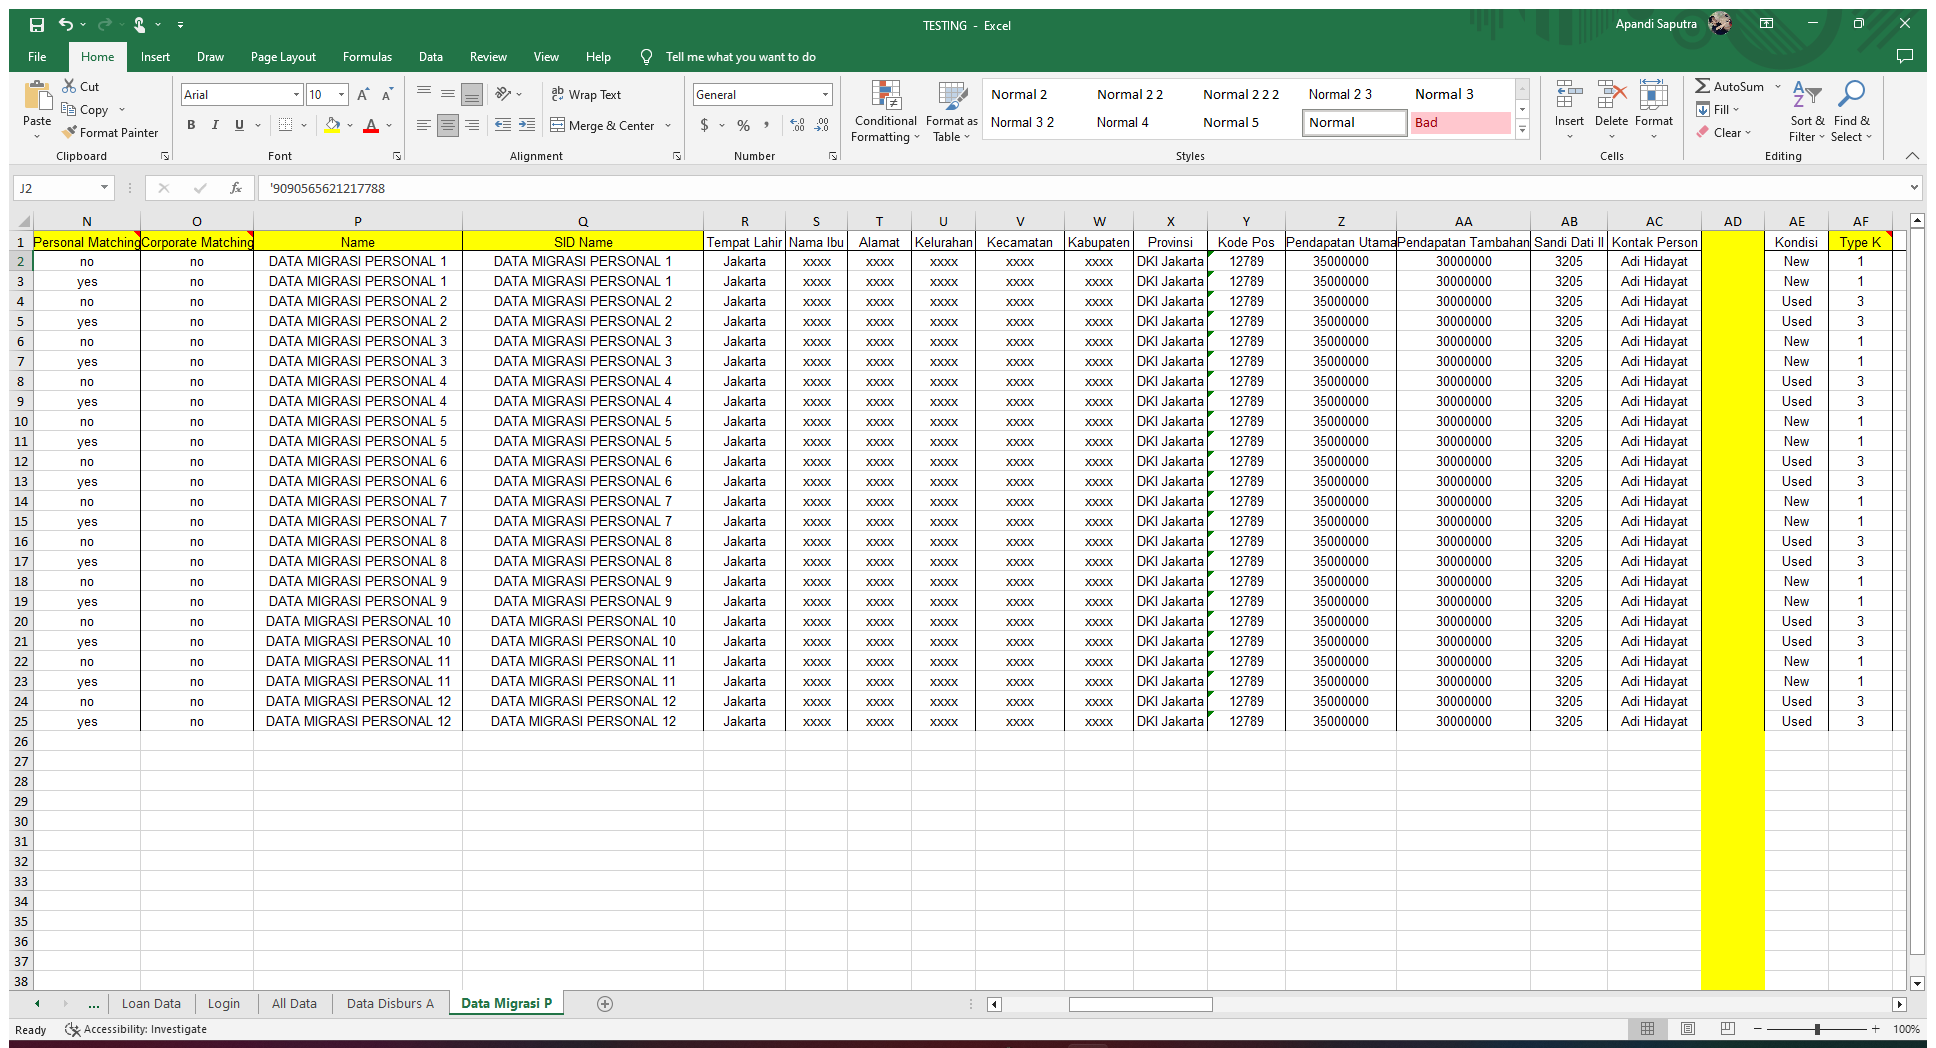 TESTING - Excel
Apandi Saputra
File Home Insert Draw Page Layout Formulas Data Review View Help Tell me what you want to do
Paste
Cut
Copy
Format Painter
Clipboard
Arial 10
B I U
Font
Wrap Text
Merge & Center
Alignment
General
$ % ,
Number
Conditional Formatting
Format as Table
Normal 2 Normal 2 2 Normal 2 2 2 Normal 2 3 Normal 3
Normal 3 2 Normal 4 Normal 5 Normal Bad
Styles
Insert Delete Format
Cells
AutoSum
Fill
Clear
Sort & Filter
Find & Select
Editing
J2 fx '9090565621217788
N O P Q R S T U V W X Y Z AA AB AC AD AE AF
1 Personal Matching Corporate Matching Name SID Name Tempat Lahir Nama Ibu Alamat Kelurahan Kecamatan Kabupaten Provinsi Kode Pos Pendapatan Utama Pendapatan Tambahan Sandi Dati II Kontak Person Kondisi Type K
2 no no DATA MIGRASI PERSONAL 1 DATA MIGRASI PERSONAL 1 Jakarta xxxx xxxx xxxx xxxx xxxx DKI Jakarta 12789 35000000 30000000 3205 Adi Hidayat New 1
3 yes no DATA MIGRASI PERSONAL 1 DATA MIGRASI PERSONAL 1 Jakarta xxxx xxxx xxxx xxxx xxxx DKI Jakarta 12789 35000000 30000000 3205 Adi Hidayat New 1
4 no no DATA MIGRASI PERSONAL 2 DATA MIGRASI PERSONAL 2 Jakarta xxxx xxxx xxxx xxxx xxxx DKI Jakarta 12789 35000000 30000000 3205 Adi Hidayat Used 3
5 yes no DATA MIGRASI PERSONAL 2 DATA MIGRASI PERSONAL 2 Jakarta xxxx xxxx xxxx xxxx xxxx DKI Jakarta 12789 35000000 30000000 3205 Adi Hidayat Used 3
6 no no DATA MIGRASI PERSONAL 3 DATA MIGRASI PERSONAL 3 Jakarta xxxx xxxx xxxx xxxx xxxx DKI Jakarta 12789 35000000 30000000 3205 Adi Hidayat New 1
7 yes no DATA MIGRASI PERSONAL 3 DATA MIGRASI PERSONAL 3 Jakarta xxxx xxxx xxxx xxxx xxxx DKI Jakarta 12789 35000000 30000000 3205 Adi Hidayat New 1
8 no no DATA MIGRASI PERSONAL 4 DATA MIGRASI PERSONAL 4 Jakarta xxxx xxxx xxxx xxxx xxxx DKI Jakarta 12789 35000000 30000000 3205 Adi Hidayat Used 3
9 yes no DATA MIGRASI PERSONAL 4 DATA MIGRASI PERSONAL 4 Jakarta xxxx xxxx xxxx xxxx xxxx DKI Jakarta 12789 35000000 30000000 3205 Adi Hidayat Used 3
10 no no DATA MIGRASI PERSONAL 5 DATA MIGRASI PERSONAL 5 Jakarta xxxx xxxx xxxx xxxx xxxx DKI Jakarta 12789 35000000 30000000 3205 Adi Hidayat New 1
11 yes no DATA MIGRASI PERSONAL 5 DATA MIGRASI PERSONAL 5 Jakarta xxxx xxxx xxxx xxxx xxxx DKI Jakarta 12789 35000000 30000000 3205 Adi Hidayat New 1
12 no no DATA MIGRASI PERSONAL 6 DATA MIGRASI PERSONAL 6 Jakarta xxxx xxxx xxxx xxxx xxxx DKI Jakarta 12789 35000000 30000000 3205 Adi Hidayat Used 3
13 yes no DATA MIGRASI PERSONAL 6 DATA MIGRASI PERSONAL 6 Jakarta xxxx xxxx xxxx xxxx xxxx DKI Jakarta 12789 35000000 30000000 3205 Adi Hidayat Used 3
14 no no DATA MIGRASI PERSONAL 7 DATA MIGRASI PERSONAL 7 Jakarta xxxx xxxx xxxx xxxx xxxx DKI Jakarta 12789 35000000 30000000 3205 Adi Hidayat New 1
15 yes no DATA MIGRASI PERSONAL 7 DATA MIGRASI PERSONAL 7 Jakarta xxxx xxxx xxxx xxxx xxxx DKI Jakarta 12789 35000000 30000000 3205 Adi Hidayat New 1
16 no no DATA MIGRASI PERSONAL 8 DATA MIGRASI PERSONAL 8 Jakarta xxxx xxxx xxxx xxxx xxxx DKI Jakarta 12789 35000000 30000000 3205 Adi Hidayat Used 3
17 yes no DATA MIGRASI PERSONAL 8 DATA MIGRASI PERSONAL 8 Jakarta xxxx xxxx xxxx xxxx xxxx DKI Jakarta 12789 35000000 30000000 3205 Adi Hidayat Used 3
18 no no DATA MIGRASI PERSONAL 9 DATA MIGRASI PERSONAL 9 Jakarta xxxx xxxx xxxx xxxx xxxx DKI Jakarta 12789 35000000 30000000 3205 Adi Hidayat New 1
19 yes no DATA MIGRASI PERSONAL 9 DATA MIGRASI PERSONAL 9 Jakarta xxxx xxxx xxxx xxxx xxxx DKI Jakarta 12789 35000000 30000000 3205 Adi Hidayat New 1
20 no no DATA MIGRASI PERSONAL 10 DATA MIGRASI PERSONAL 10 Jakarta xxxx xxxx xxxx xxxx xxxx DKI Jakarta 12789 35000000 30000000 3205 Adi Hidayat Used 3
21 yes no DATA MIGRASI PERSONAL 10 DATA MIGRASI PERSONAL 10 Jakarta xxxx xxxx xxxx xxxx xxxx DKI Jakarta 12789 35000000 30000000 3205 Adi Hidayat Used 3
22 no no DATA MIGRASI PERSONAL 11 DATA MIGRASI PERSONAL 11 Jakarta xxxx xxxx xxxx xxxx xxxx DKI Jakarta 12789 35000000 30000000 3205 Adi Hidayat New 1
23 yes no DATA MIGRASI PERSONAL 11 DATA MIGRASI PERSONAL 11 Jakarta xxxx xxxx xxxx xxxx xxxx DKI Jakarta 12789 35000000 30000000 3205 Adi Hidayat New 1
24 no no DATA MIGRASI PERSONAL 12 DATA MIGRASI PERSONAL 12 Jakarta xxxx xxxx xxxx xxxx xxxx DKI Jakarta 12789 35000000 30000000 3205 Adi Hidayat Used 3
25 yes no DATA MIGRASI PERSONAL 12 DATA MIGRASI PERSONAL 12 Jakarta xxxx xxxx xxxx xxxx xxxx DKI Jakarta 12789 35000000 30000000 3205 Adi Hidayat Used 3
26
27
28
29
30
31
32
33
34
35
36
37
38
... Loan Data Login All Data Data Disburs A Data Migrasi P
Ready Accessibility: Investigate 100%